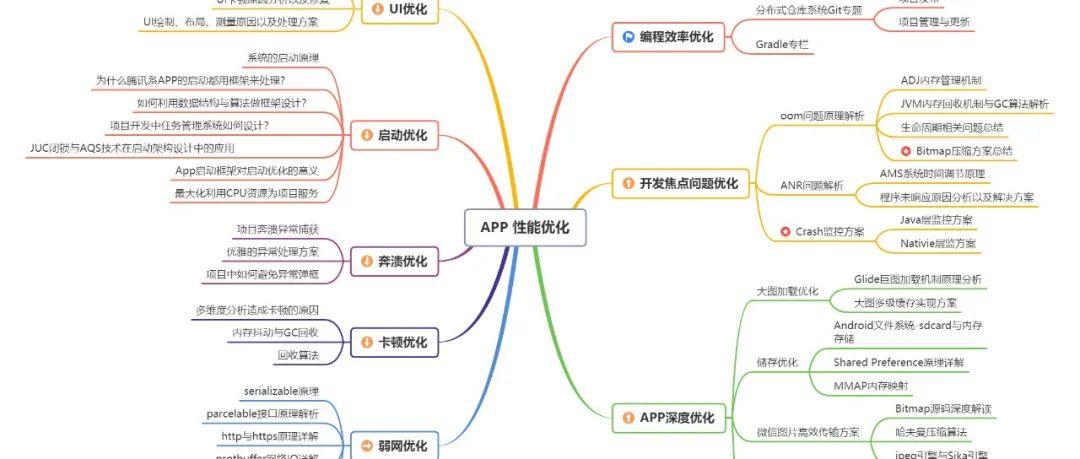 UI绘制、布局、测量原因以及处理方案
UI优化
系统的启动原理
为什么腾讯系APP的启动都用框架来处理?
如何利用数据结构与算法做框架设计?
项目开发中任务管理系统如何设计?
JUC闭锁与AQS技术在启动架构设计中的应用
App启动框架对启动优化的意义
最大化利用CPU资源为项目服务
启动优化
项目奔溃异常捕获
优雅的异常处理方案
项目中如何避免异常弹框
奔溃优化
多维度分析造成卡顿的原因
内存抖动与GC回收
回收算法
卡顿优化
serializable原理
parcelable接口原理解析
http与https原理详解
protbuffer网络IO详解
弱网优化
APP 性能优化
编程效率优化
分布式仓库系统Git专题
项目管理与更新
Gradle专栏
开发焦点问题优化
oom问题原理解析
ADJ内存管理机制
JVM内存回收机制与GC算法解析
生命周期相关问题总结
Bitmap压缩方案总结
ANR问题解析
AMS系统时间调节原理
程序未响应原因分析以及解决方案
Crash监控方案
Java层监控方案
Nativie层监方案
APP深度优化
大图加载优化
Glide巨图加载机制原理分析
大图多级缓存实现方案
储存优化
Android文件系统·sdcard与内存
存储
Shared Preference原理详解
MMAP内存映射
微信图片高效传输方案
Bitmap源码深度解读
哈夫曼压缩算法
jpeg引擎与Sika引擎